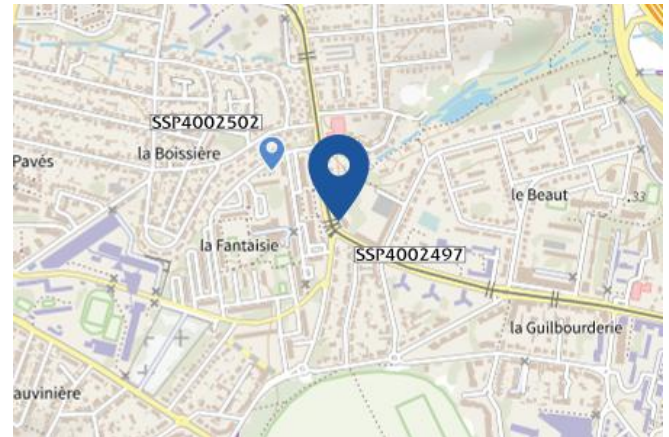 SSP4002502
la Boissière
Pavés
le Beaut
.33
la Fantaisie
SSP4002497
la Guilbourderie
auvinière